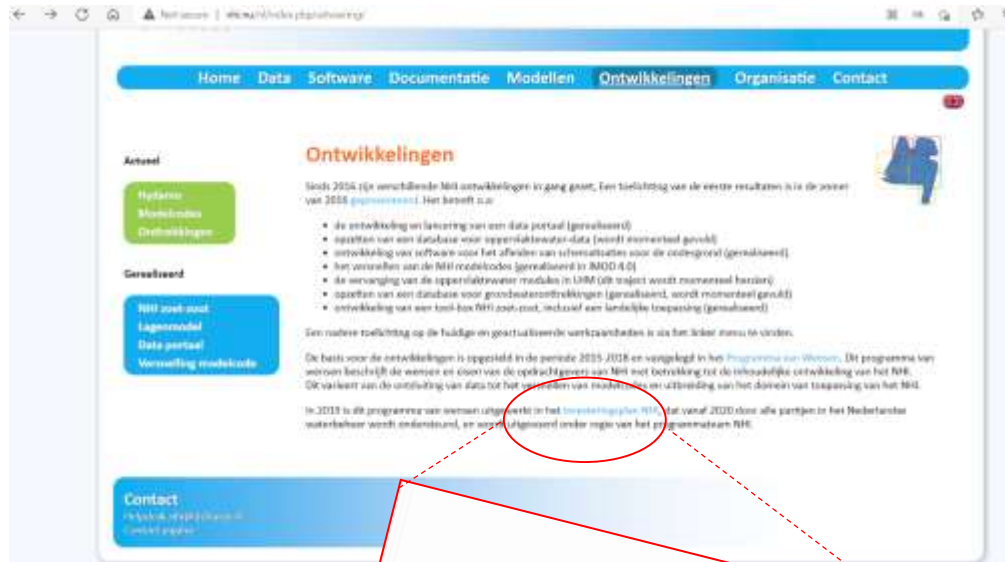 Not secure | nhi.nu/nl/index.php/uitvoering/
Home Data Software Documentatie Modellen Ontwikkelingen Organisatie Contact
Actueel
Ontwikkelingen
Hydamo
Modelcodes
Onttrekkingen
Sinds 2016 zijn verschillende NHI ontwikkelingen in gang gezet, Een toelichting van de eerste resultaten is in de zomer
van 2016 gepresenteerd. Het betreft o.a:
• de ontwikkeling en lancering van een data portaal (gerealiseerd)
• opzetten van een database voor oppervlaktewater-data (wordt momenteel gevuld)
• ontwikkeling van software voor het afleiden van schematisaties voor de ondergrond (gerealiseerd)
• het versnellen van de NHI modelcodes (gerealiseerd in iMOD 4.0)
• de vervanging van de oppervlaktewater modules in LHM (dit traject wordt momenteel herzien)
• opzetten van een database voor grondwateronttrekkingen (gerealiseerd, wordt momenteel gevuld)
• ontwikkeling van een tool-box NHI zoet-zout, inclusief een landelijke toepassing (gerealiseerd)
Gerealiseerd
NHI zoet-zout
Lagenmodel
Data portaal
Versnelling modelcode
Een nadere toelichting op de huidige en geactualiseerde werkzaamheden is via het linker menu te vinden.
De basis voor de ontwikkelingen is opgesteld in de periode 2015-2018 en vastgelegd in het Programma van Wensen. Dit programma van
wensen beschrijft de wensen en eisen van de opdrachtgevers van NHI met betrekking tot de inhoudelijke ontwikkeling van het NHI.
Dit varieert van de ontsluiting van data tot het versnellen van modelcodes en uitbreiding van het domein van toepassing van het NHI.
In 2019 is dit programma van wensen uitgewerkt in het Investeringsplan NHI, dat vanaf 2020 door alle partijen in het Nederlandse
waterbeheer wordt ondersteund, en wordt uitgevoerd onder regie van het programmateam NHI.
Contact